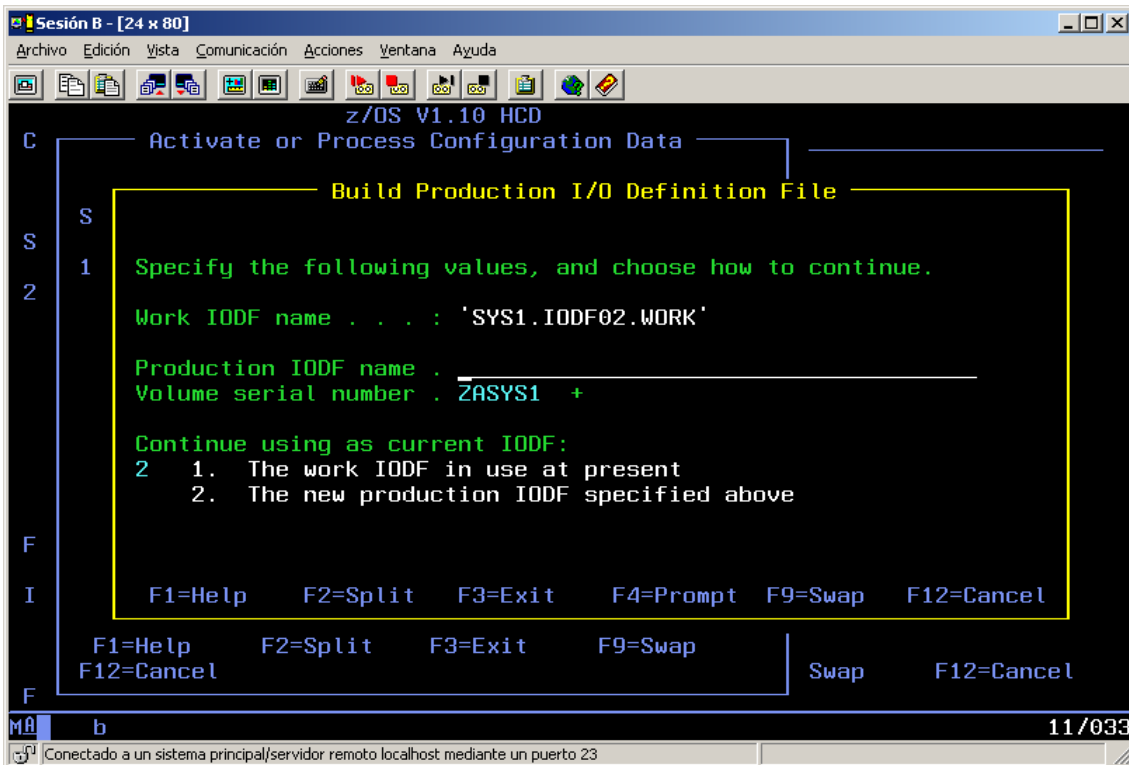 Sesión B - [24 x 80]
Archivo Edición Vista Comunicación Acciones Ventana Ayuda
z/OS V1.10 HCD
C Activate or Process Configuration Data
Build Production I/O Definition File
S
S
1 Specify the following values, and choose how to continue.
2
Work IODF name . . . : 'SYS1.IODF02.WORK'
Production IODF name .
Volume serial number . ZASYS1 +
Continue using as current IODF:
2 1. The work IODF in use at present
2. The new production IODF specified above
F
I F1=Help F2=Split F3=Exit F4=Prompt F9=Swap F12=Cancel
F1=Help F2=Split F3=Exit F9=Swap
F12=Cancel Swap F12=Cancel
F
MA b 11/033
Conectado a un sistema principal/servidor remoto localhost mediante un puerto 23